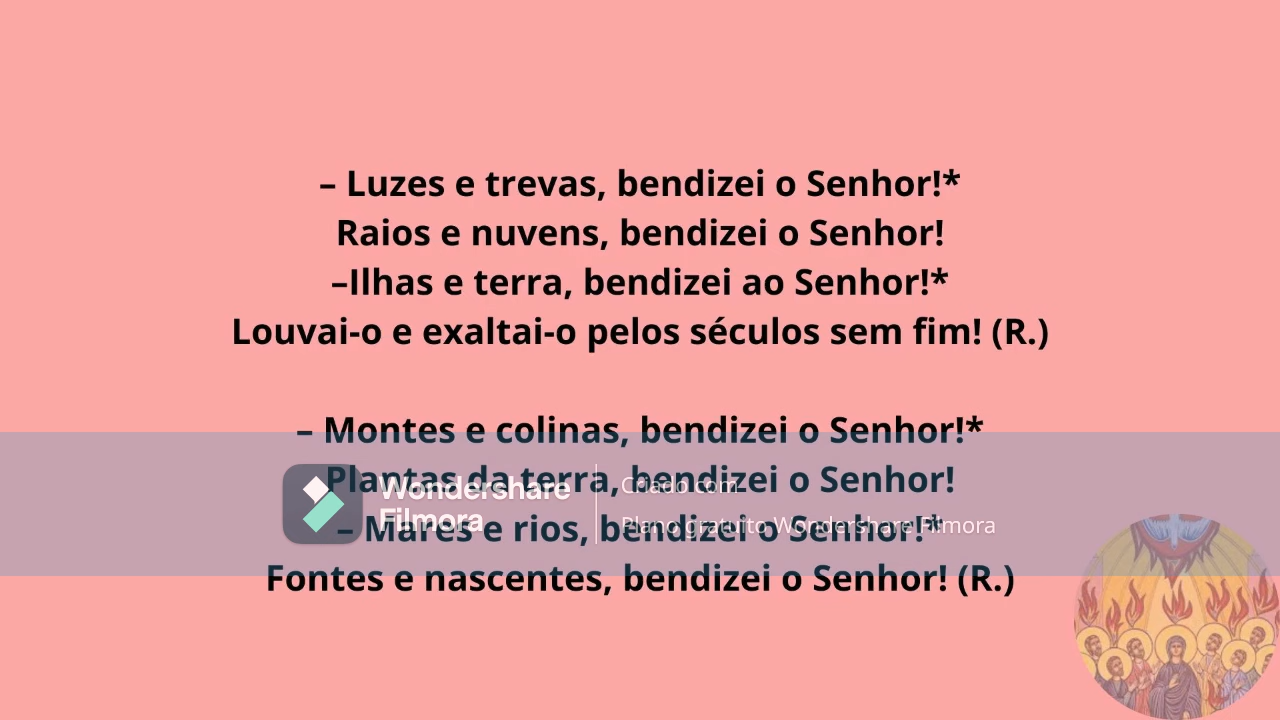 – Luzes e trevas, bendizei o Senhor!*
Raios e nuvens, bendizei o Senhor!
–Ilhas e terra, bendizei ao Senhor!*
Louvai-o e exaltai-o pelos séculos sem fim! (R.)
– Montes e colinas, bendizei o Senhor!*
Plantas da terra, bendizei o Senhor!
– Mares e rios, bendizei o Senhor!*
Fontes e nascentes, bendizei o Senhor! (R.)
Wondershare
Filmora
Criado com
Plano gratuito Wondershare Filmora